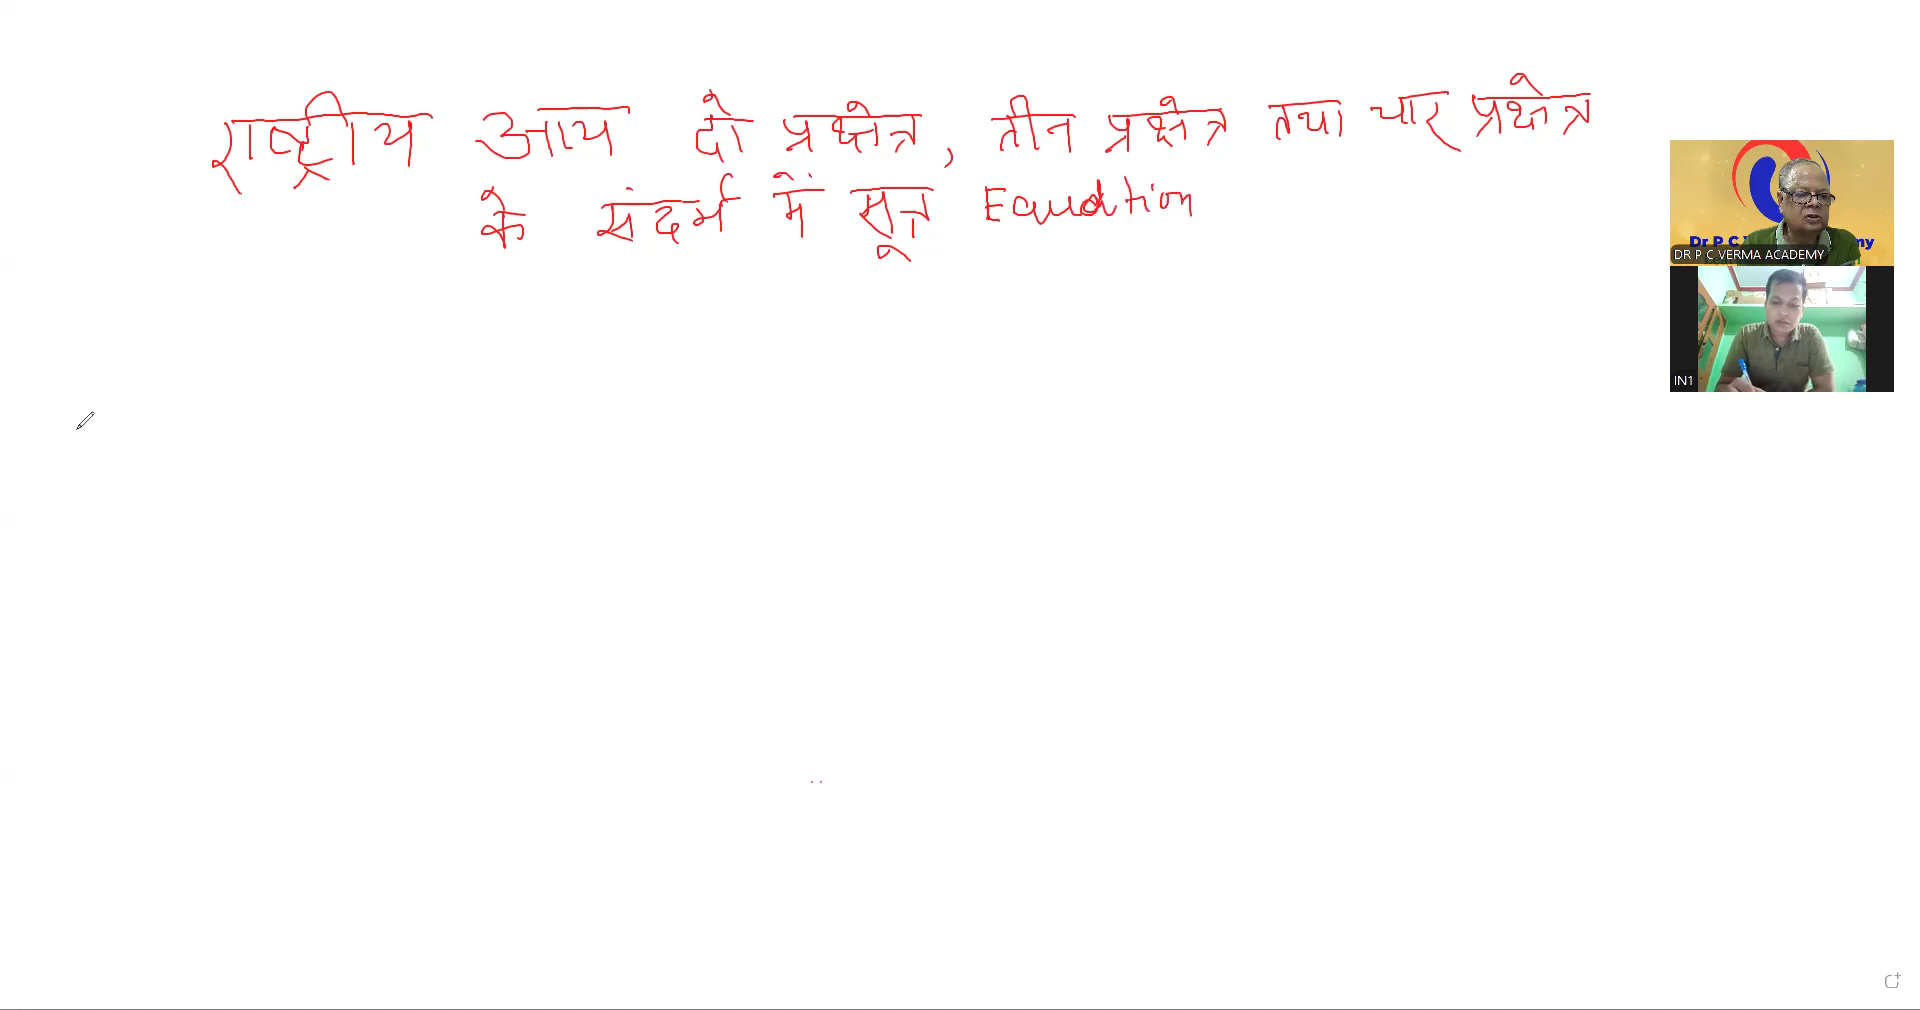 राष्ट्रीय आय दो प्रक्षेत्र, तीन प्रक्षेत्र तथा चार प्रक्षेत्र
के संदर्भ में सूत्र Equation
DR P C VERMA ACADEMY
IN1